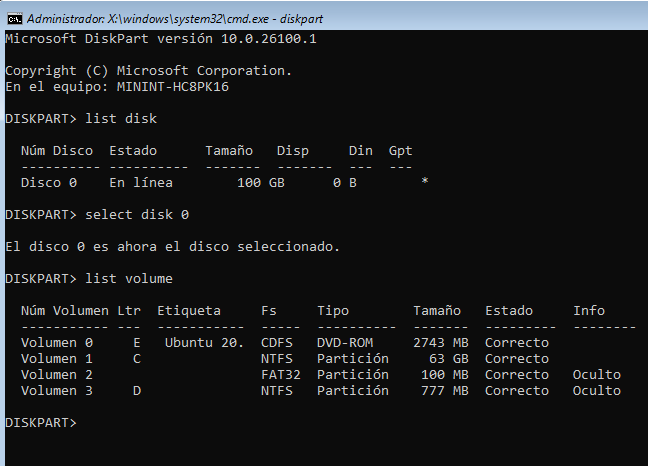 Administrador: X:\windows\system32\cmd.exe - diskpart
Microsoft DiskPart versión 10.0.26100.1
Copyright (C) Microsoft Corporation.
En el equipo: MININT-HC8PK16
DISKPART> list disk
Núm Disco  Estado      Tamaño   Disp     Din  Gpt
---------- ----------  -------  -------  ---  ---
Disco 0    En línea        100 GB      0 B        *
DISKPART> select disk 0
El disco 0 es ahora el disco seleccionado.
DISKPART> list volume
Núm Volumen Ltr  Etiqueta     Fs     Tipo        Tamaño   Estado     Info
----------- ---  -----------  -----  ----------  -------  ---------  --------
Volumen 0     E   Ubuntu 20.  CDFS   DVD-ROM     2743 MB  Correcto
Volumen 1     C                NTFS   Partición     63 GB  Correcto
Volumen 2                      FAT32  Partición    100 MB  Correcto   Oculto
Volumen 3     D                NTFS   Partición    777 MB  Correcto   Oculto
DISKPART>